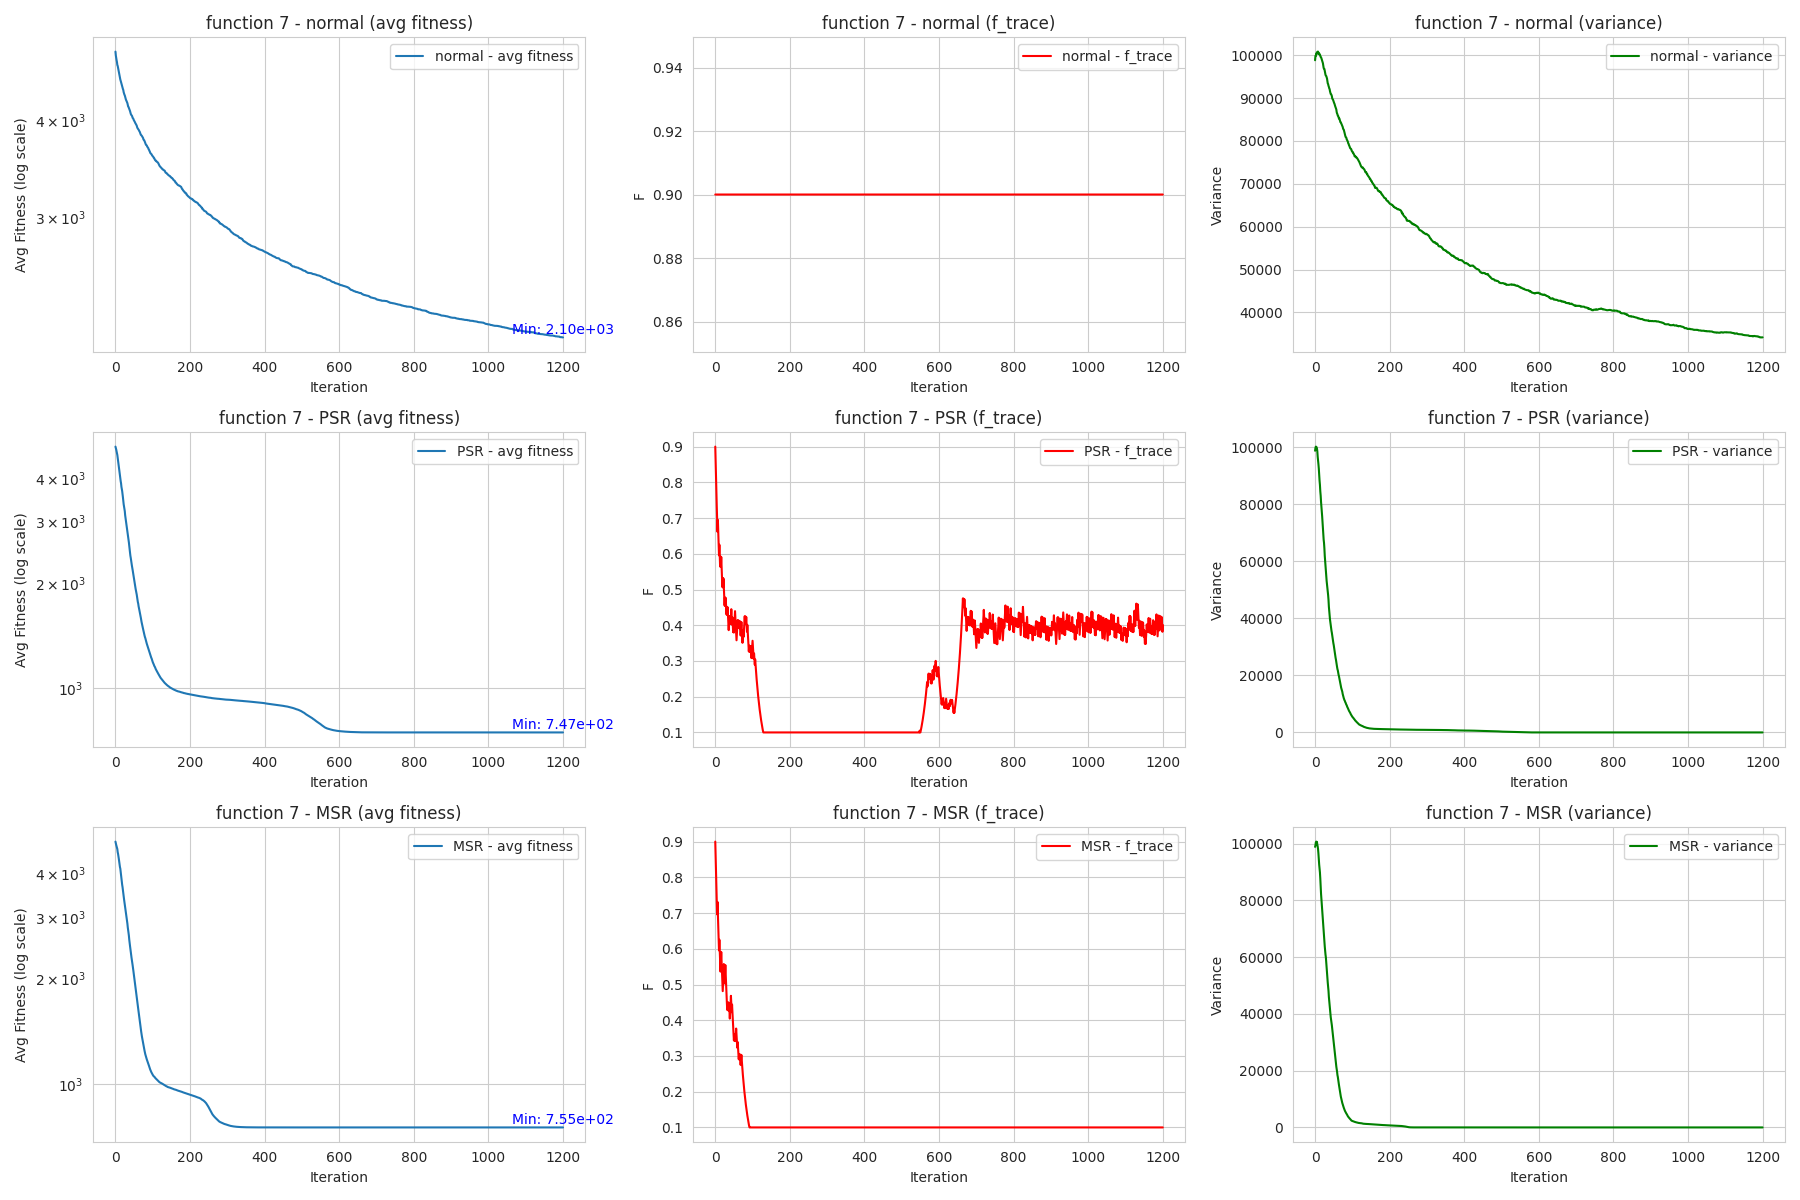 function 7 - normal (avg fitness)
normal - avg fitness
Avg Fitness (log scale)
4 × 10³
3 × 10³
Min: 2.10e+03
0 200 400 600 800 1000 1200
Iteration
function 7 - normal (f_trace)
normal - f_trace
F
0.94
0.92
0.90
0.88
0.86
0 200 400 600 800 1000 1200
Iteration
function 7 - normal (variance)
normal - variance
Variance
100000
90000
80000
70000
60000
50000
40000
0 200 400 600 800 1000 1200
Iteration
function 7 - PSR (avg fitness)
PSR - avg fitness
Avg Fitness (log scale)
4 × 10³
3 × 10³
2 × 10³
10³
Min: 7.47e+02
0 200 400 600 800 1000 1200
Iteration
function 7 - PSR (f_trace)
PSR - f_trace
F
0.9
0.8
0.7
0.6
0.5
0.4
0.3
0.2
0.1
0 200 400 600 800 1000 1200
Iteration
function 7 - PSR (variance)
PSR - variance
Variance
100000
80000
60000
40000
20000
0
0 200 400 600 800 1000 1200
Iteration
function 7 - MSR (avg fitness)
MSR - avg fitness
Avg Fitness (log scale)
4 × 10³
3 × 10³
2 × 10³
10³
Min: 7.55e+02
0 200 400 600 800 1000 1200
Iteration
function 7 - MSR (f_trace)
MSR - f_trace
F
0.9
0.8
0.7
0.6
0.5
0.4
0.3
0.2
0.1
0 200 400 600 800 1000 1200
Iteration
function 7 - MSR (variance)
MSR - variance
Variance
100000
80000
60000
40000
20000
0
0 200 400 600 800 1000 1200
Iteration